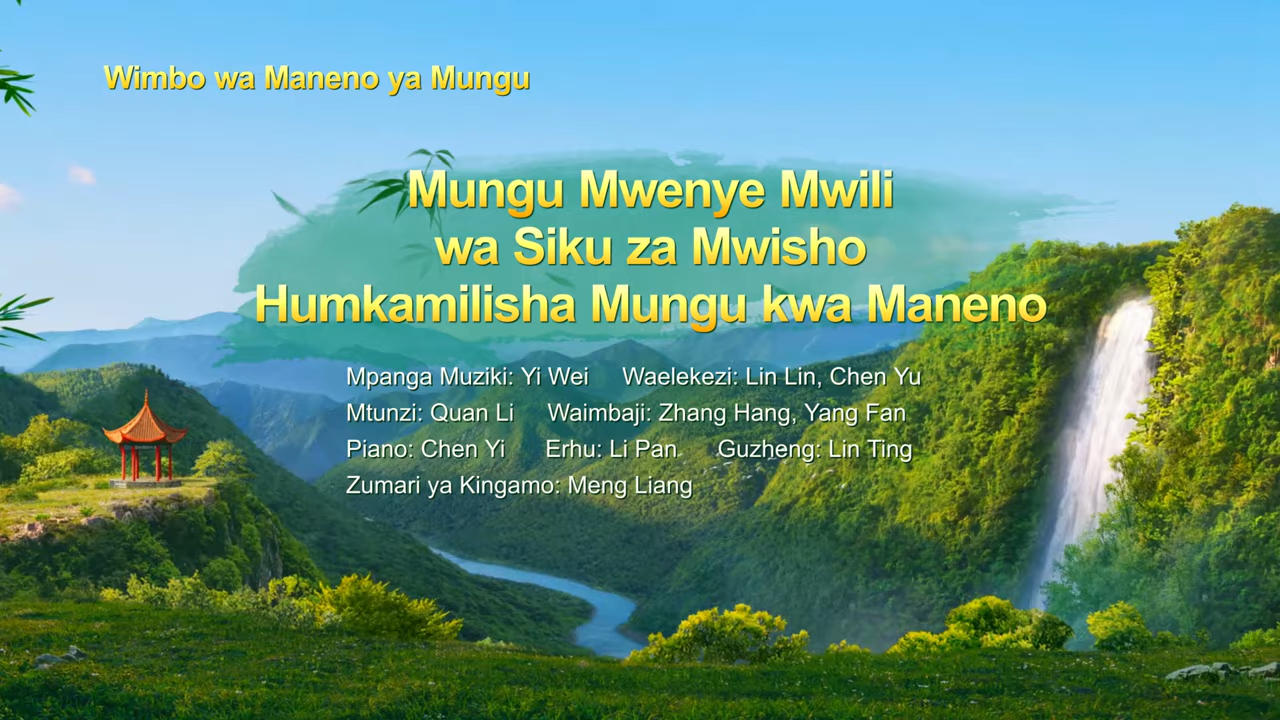 Wimbo wa Maneno ya Mungu
Mungu Mwenye Mwili
wa Siku za Mwisho
Humkamilisha Mungu kwa Maneno
Mpanga Muziki: Yi Wei Waelekezi: Lin Lin, Chen Yu
Mtunzi: Quan Li Waimbaji: Zhang Hang, Yang Fan
Piano: Chen Yi Erhu: Li Pan Guzheng: Lin Ting
Zumari ya Kingamo: Meng Liang